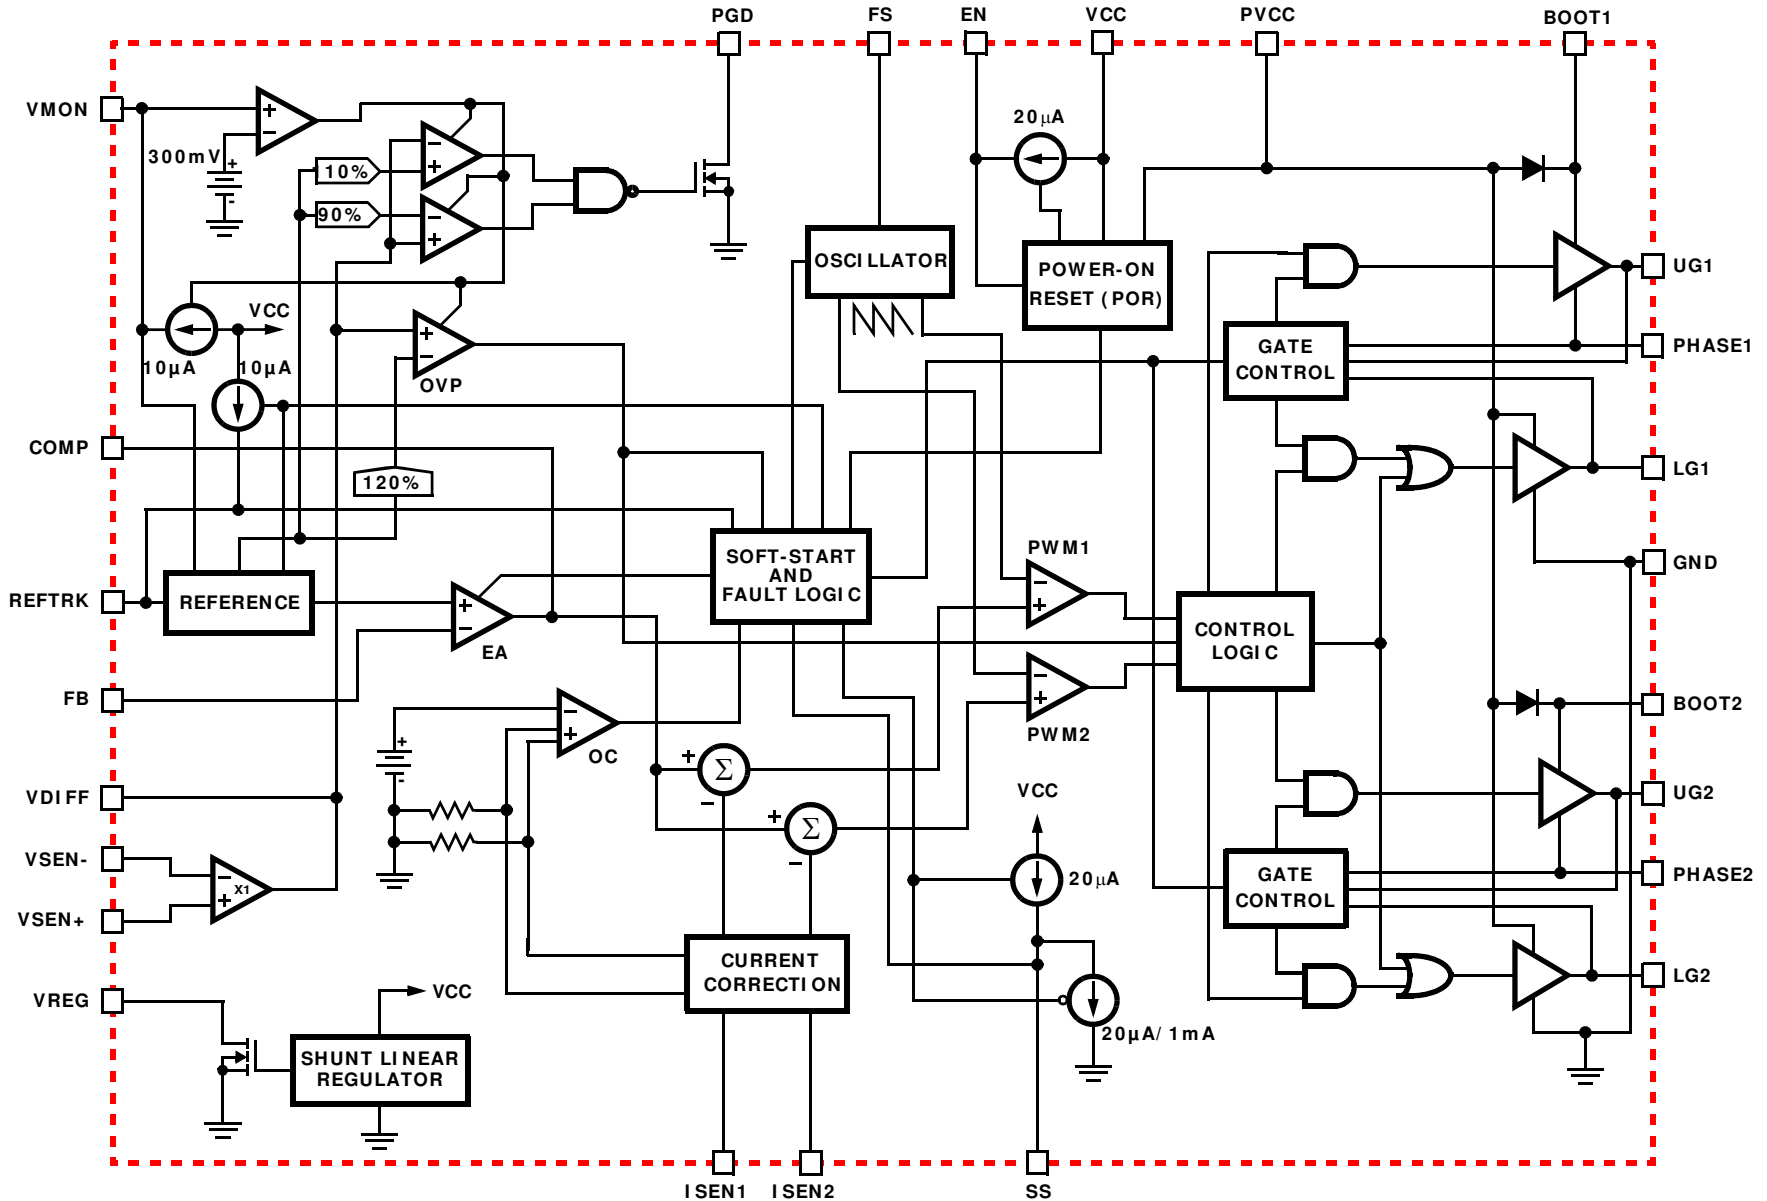 PGD
FS
EN
VCC
PVCC
BOOT1
VMON
+
−
300mV
+
-
10%
90%
−
+
−
+
20µA
OSCILLATOR
POWER-ON
RESET (POR)
UG1
VCC
10µA
10µA
+
−
OVP
GATE
CONTROL
PHASE1
COMP
120%
LG1
SOFT-START
AND
FAULT LOGIC
PWM1
−
+
GND
REFTRK
REFERENCE
+
−
EA
CONTROL
LOGIC
FB
−
+
OC
−
+
PWM2
BOOT2
+
-
+
Σ
−
VDIFF
+
Σ
−
VCC
UG2
VSEN-
−
+
X1
VSEN+
20µA
GATE
CONTROL
PHASE2
CURRENT
CORRECTION
VREG
VCC
20µA/1mA
LG2
SHUNT LINEAR
REGULATOR
ISEN1
ISEN2
SS